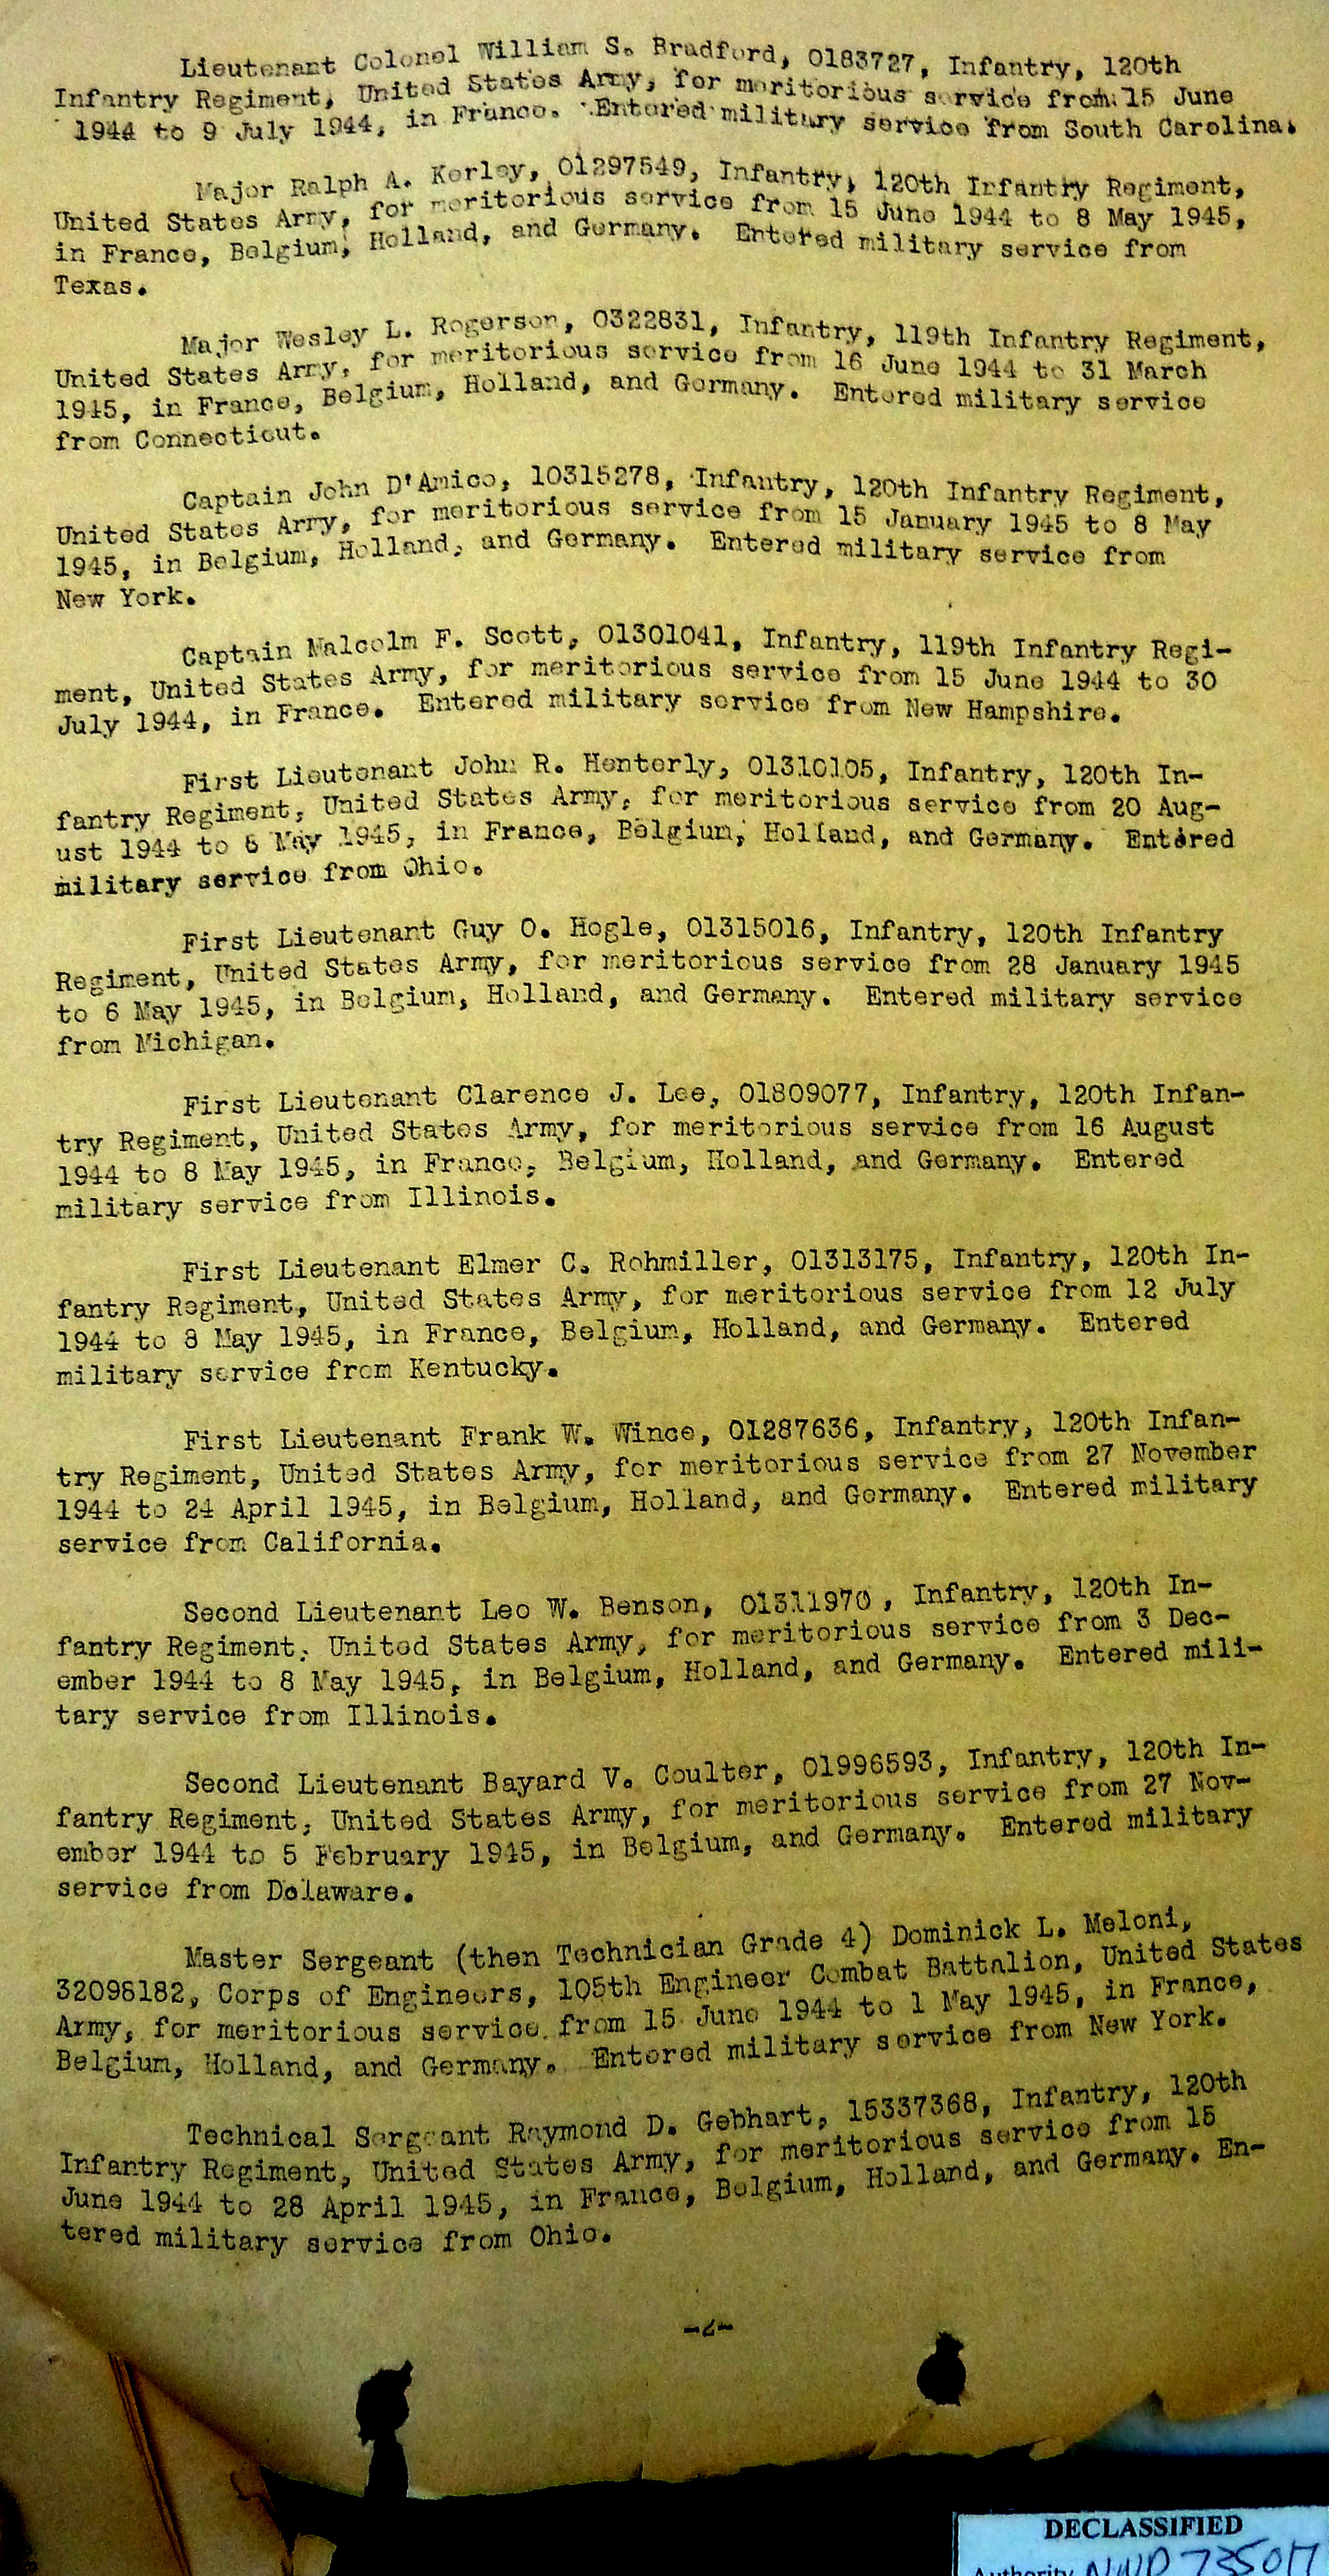 Lieutenant Colonel William S. Bradford, 0183727, Infantry, 120th
Infantry Regiment, United States Army, for meritorious service from 15 June
1944 to 9 July 1944, in France. Entered military service from South Carolina.
Major Ralph A. Kerley, 01297549, Infantry, 120th Infantry Regiment,
United States Army, for meritorious service from 15 June 1944 to 8 May 1945,
in France, Belgium, Holland, and Germany. Entered military service from
Texas.
Major Wesley L. Rogerson, 0322831, Infantry, 119th Infantry Regiment,
United States Army, for meritorious service from 16 June 1944 to 31 March
1945, in France, Belgium, Holland, and Germany. Entered military service
from Connecticut.
Captain John D'Amico, 10315278, Infantry, 120th Infantry Regiment,
United States Army, for meritorious service from 15 January 1945 to 8 May
1945, in Belgium, Holland, and Germany. Entered military service from
New York.
Captain Malcolm F. Scott, 01301041, Infantry, 119th Infantry Regi-
ment, United States Army, for meritorious service from 15 June 1944 to 30
July 1944, in France. Entered military service from New Hampshire.
First Lieutenant John R. Henterly, 01310105, Infantry, 120th In-
fantry Regiment, United States Army, for meritorious service from 20 Aug-
ust 1944 to May 1945, in France, Belgium, Holland, and Germany. Entered
military service from Ohio.
First Lieutenant Guy O. Hogle, 01315016, Infantry, 120th Infantry
Regiment, United States Army, for meritorious service from 28 January 1945
to 6 May 1945, in Belgium, Holland, and Germany. Entered military service
from Michigan.
First Lieutenant Clarence J. Lee, 01809077, Infantry, 120th Infan-
try Regiment, United States Army, for meritorious service from 16 August
1944 to 8 May 1945, in France, Belgium, Holland, and Germany. Entered
military service from Illinois.
First Lieutenant Elmer C. Rohmiller, 01313175, Infantry, 120th In-
fantry Regiment, United States Army, for meritorious service from 12 July
1944 to 8 May 1945, in France, Belgium, Holland, and Germany. Entered
military service from Kentucky.
First Lieutenant Frank W. Wince, 01287636, Infantry, 120th Infan-
try Regiment, United States Army, for meritorious service from 27 November
1944 to 24 April 1945, in Belgium, Holland, and Germany. Entered military
service from California.
Second Lieutenant Leo W. Benson, 01311970, Infantry, 120th In-
fantry Regiment, United States Army, for meritorious service from 3 Dec-
ember 1944 to 8 May 1945, in Belgium, Holland, and Germany. Entered mili-
tary service from Illinois.
Second Lieutenant Bayard V. Coulter, 01996593, Infantry, 120th In-
fantry Regiment, United States Army, for meritorious service from 27 Nov-
ember 1944 to 5 February 1945, in Belgium, and Germany. Entered military
service from Delaware.
Master Sergeant (then Technician Grade 4) Dominick L. Meloni,
32098182, Corps of Engineers, 105th Engineer Combat Battalion, United States
Army, for meritorious service from 15 June 1944 to 1 May 1945, in France,
Belgium, Holland, and Germany. Entered military service from New York.
Technical Sergeant Raymond D. Gebhart, 15337368, Infantry, 120th
Infantry Regiment, United States Army, for meritorious service from 15
June 1944 to 28 April 1945, in France, Belgium, Holland, and Germany. En-
tered military service from Ohio.
-2-
DECLASSIFIED
Authority NND 735017